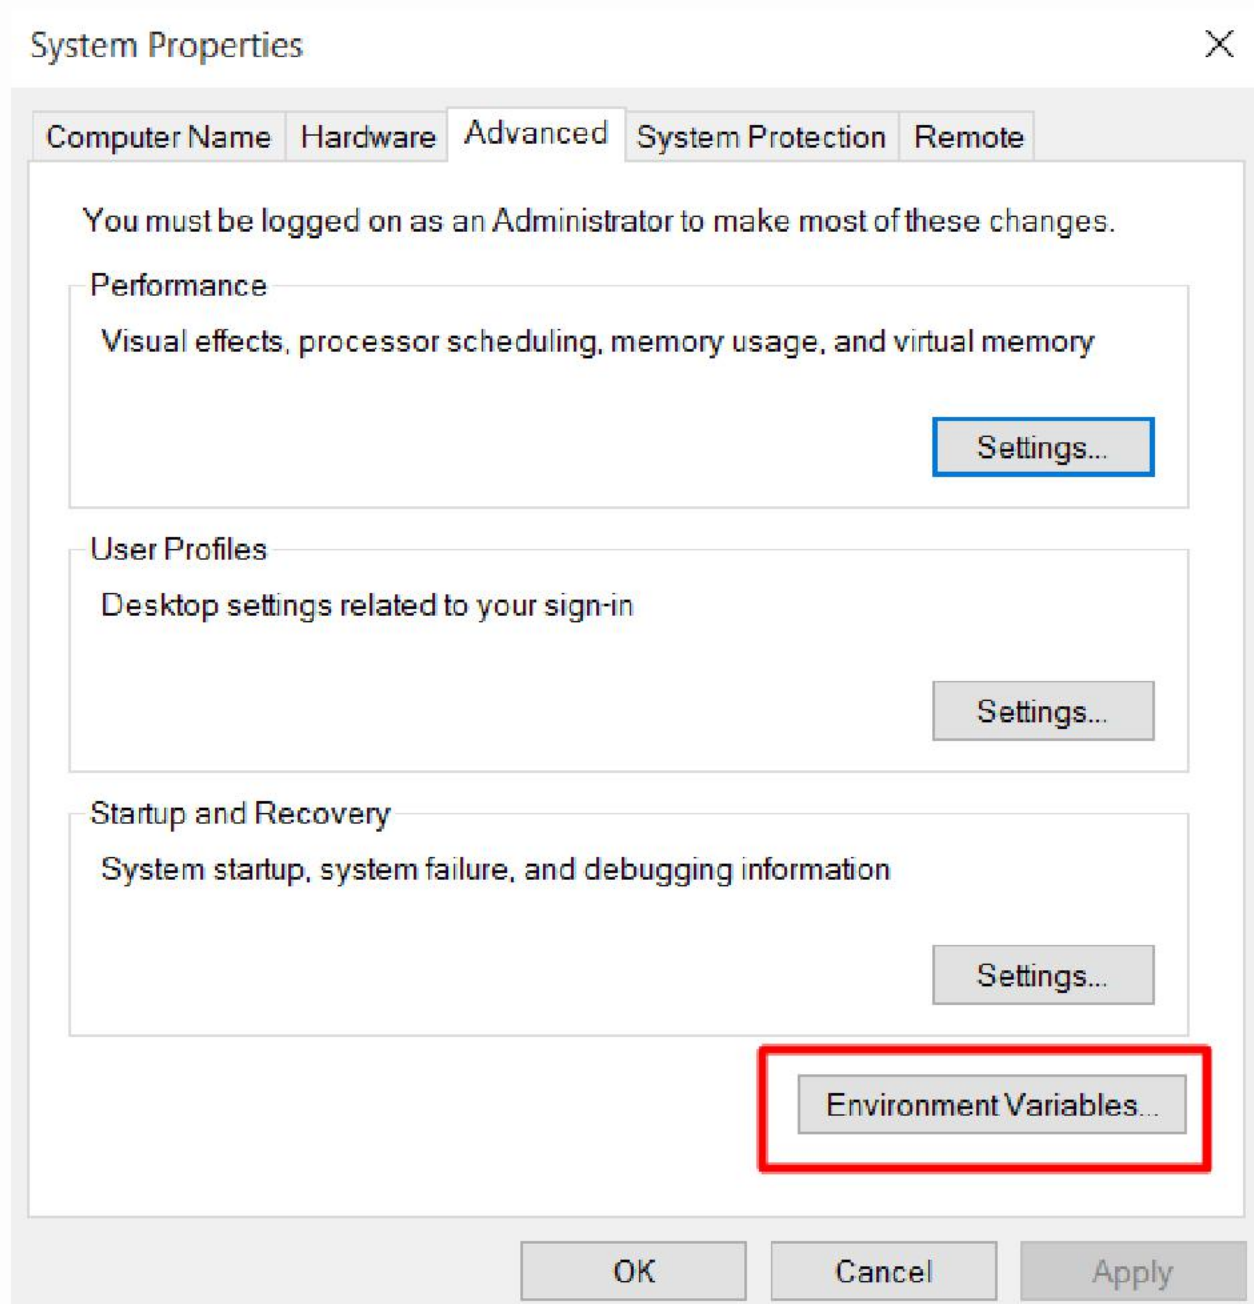 System Properties
Computer Name Hardware Advanced System Protection Remote
You must be logged on as an Administrator to make most of these changes.
Performance
Visual effects, processor scheduling, memory usage, and virtual memory
Settings...
User Profiles
Desktop settings related to your sign-in
Settings...
Startup and Recovery
System startup, system failure, and debugging information
Settings...
Environment Variables...
OK Cancel Apply